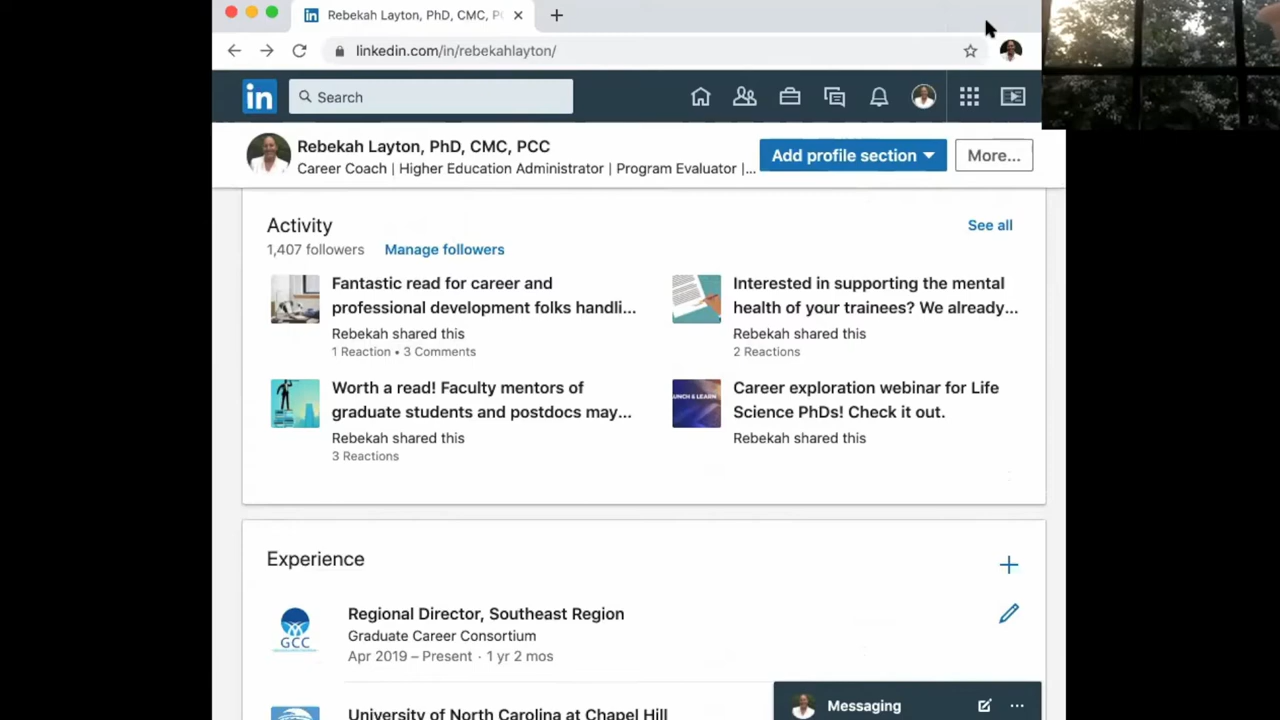 Rebekah Layton, PhD, CMC, P
linkedin.com/in/rebekahlayton/
in
Search
Rebekah Layton, PhD, CMC, PCC
Career Coach | Higher Education Administrator | Program Evaluator |...
Add profile section
More...
Activity
See all
1,407 followers
Manage followers
Fantastic read for career and
professional development folks handli...
Rebekah shared this
1 Reaction • 3 Comments
Interested in supporting the mental
health of your trainees? We already...
Rebekah shared this
2 Reactions
Worth a read! Faculty mentors of
graduate students and postdocs may...
Rebekah shared this
3 Reactions
UNCH & LEARN
Career exploration webinar for Life
Science PhDs! Check it out.
Rebekah shared this
Experience
GCC
Regional Director, Southeast Region
Graduate Career Consortium
Apr 2019 – Present · 1 yr 2 mos
University of North Carolina at Chapel Hill
Messaging